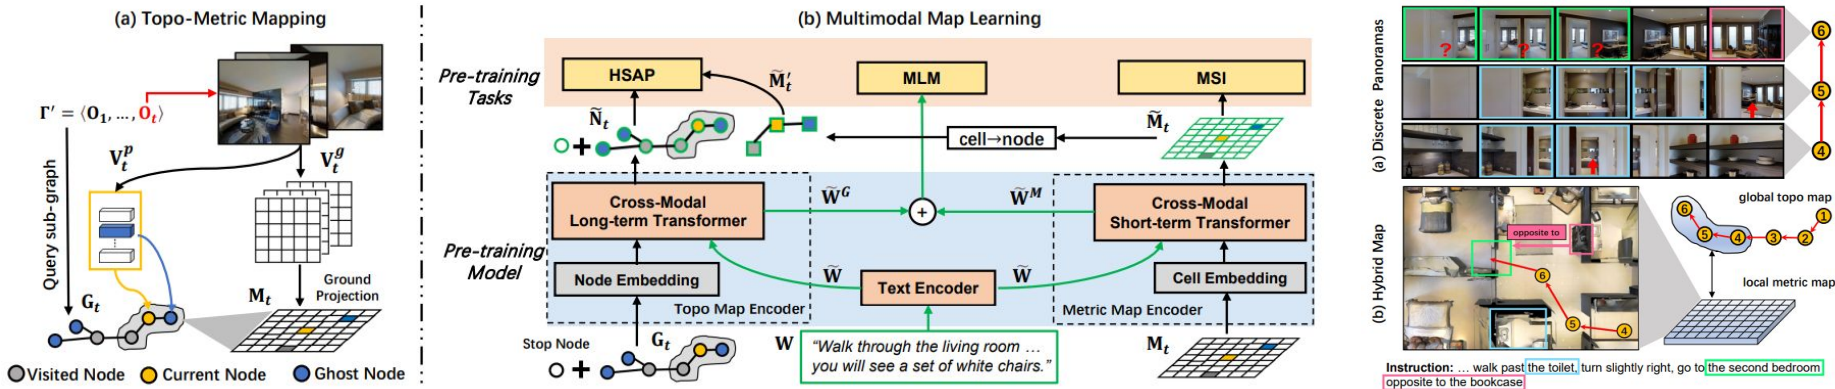 (a) Topo-Metric Mapping
Γ′ = ⟨O₁, ..., Oₜ⟩
Vₜᵖ
Vₜᵍ
Query sub-graph
Gₜ
Mₜ
Ground
Projection
Visited Node
Current Node
Ghost Node
(b) Multimodal Map Learning
Pre-training
Tasks
HSAP
M̃′ₜ
MLM
MSI
Ñₜ
cell→node
M̃ₜ
Pre-training
Model
Cross-Modal
Long-term Transformer
W̃ᴳ
+
W̃ᴹ
Cross-Modal
Short-term Transformer
Node Embedding
W̃
Text Encoder
W̃
Cell Embedding
Topo Map Encoder
Metric Map Encoder
Stop Node
+
Gₜ
W
"Walk through the living room ...
you will see a set of white chairs."
Mₜ
(a) Discrete Panoramas
? ? ?
6
5
4
(b) Hybrid Map
opposite to
6
5
4
global topo map
6
5
4
3
2
1
local metric map
Instruction: ... walk past the toilet, turn slightly right, go to the second bedroom
opposite to the bookcase